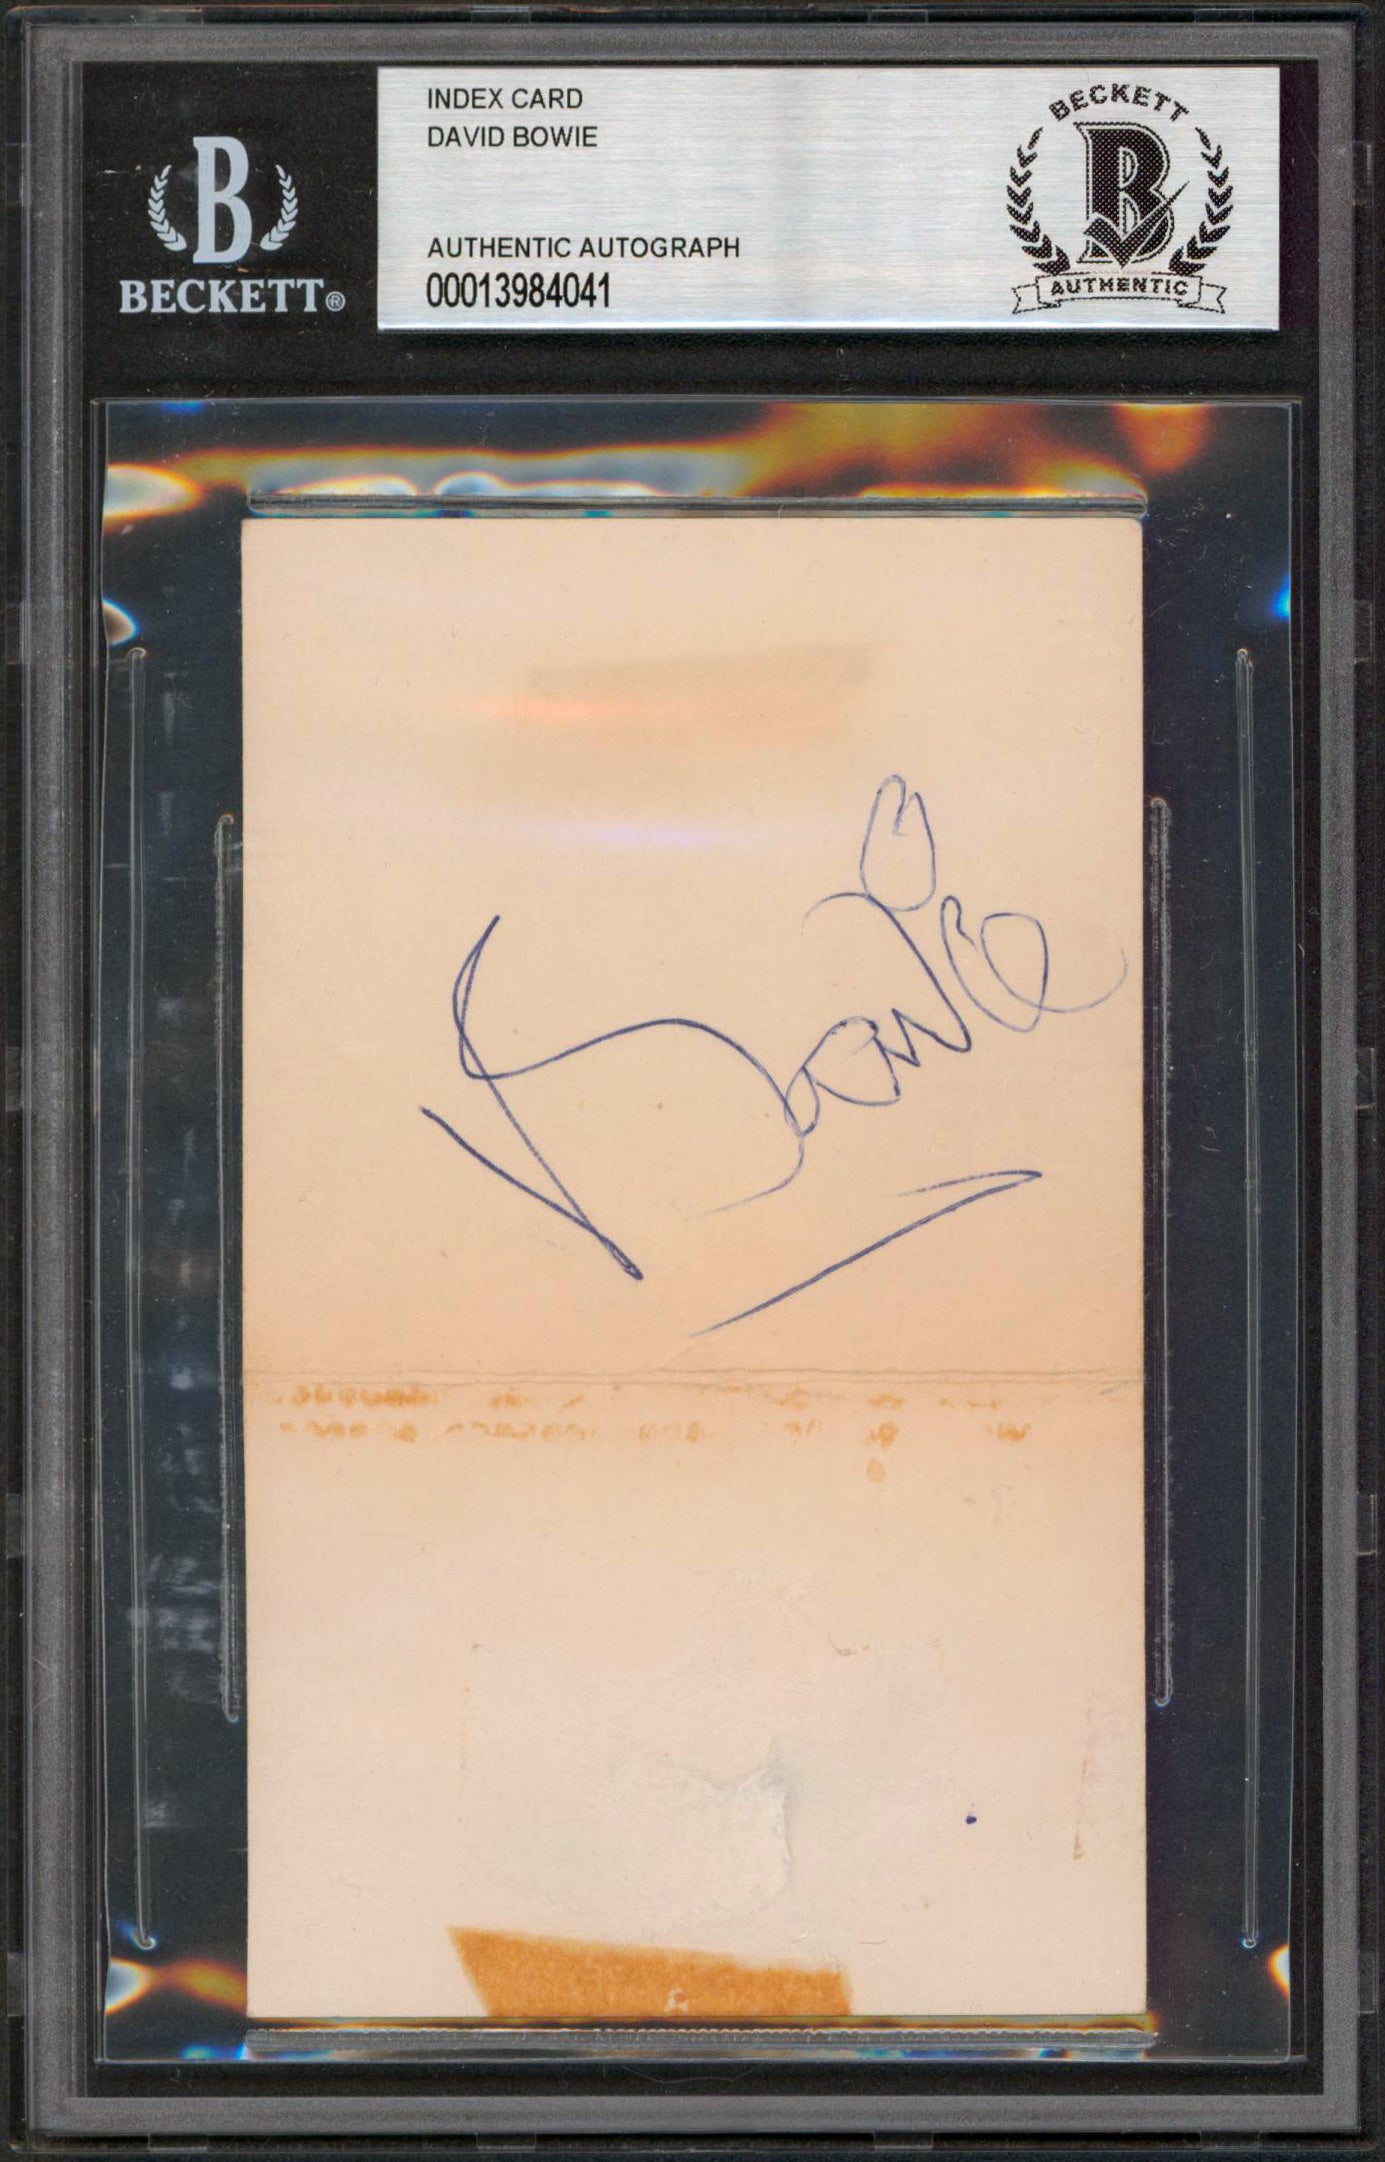 BECKETT®
INDEX CARD
DAVID BOWIE
AUTHENTIC AUTOGRAPH
00013984041
BECKETT
B
AUTHENTIC
B
Bowie